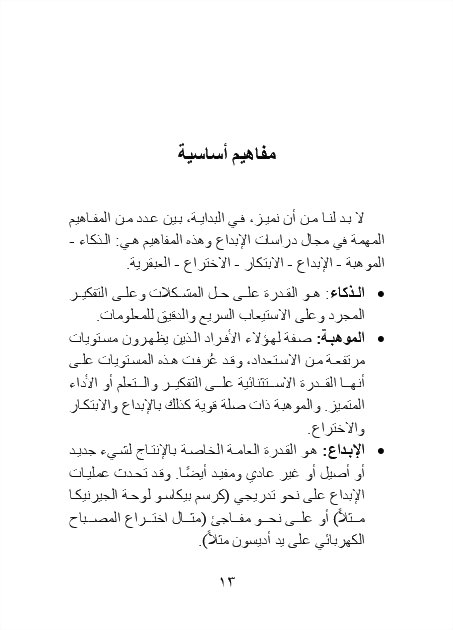 مفاهيم أساسية
لا بد لنا من أن نميز، في البداية، بين عدد من المفاهيم
المهمة في مجال دراسات الإبداع وهذه المفاهيم هي: الذكاء -
الموهبة - الإبداع - الابتكار - الاختراع - العبقرية.
• الذكاء: هو القدرة على حل المشكلات وعلى التفكير
المجرد وعلى الاستيعاب السريع والدقيق للمعلومات.
• الموهبة: صفة لهؤلاء الأفراد الذين يظهرون مستويات
مرتفعة من الاستعداد، وقد عُرفت هذه المستويات على
أنها القدرة الاستثنائية على التفكير والتعلم أو الأداء
المتميز. والموهبة ذات صلة قوية كذلك بالإبداع والابتكار
والاختراع.
• الإبداع: هو القدرة العامة الخاصة بالإنتاج لشيء جديد
أو أصيل أو غير عادي ومفيد أيضًا. وقد تحدث عمليات
الإبداع على نحو تدريجي (كرسم بيكاسو لوحة الجيرنيكا
مثلاً) أو على نحو مفاجئ (مثال اختراع المصباح
الكهربائي على يد أديسون مثلاً).
١٣